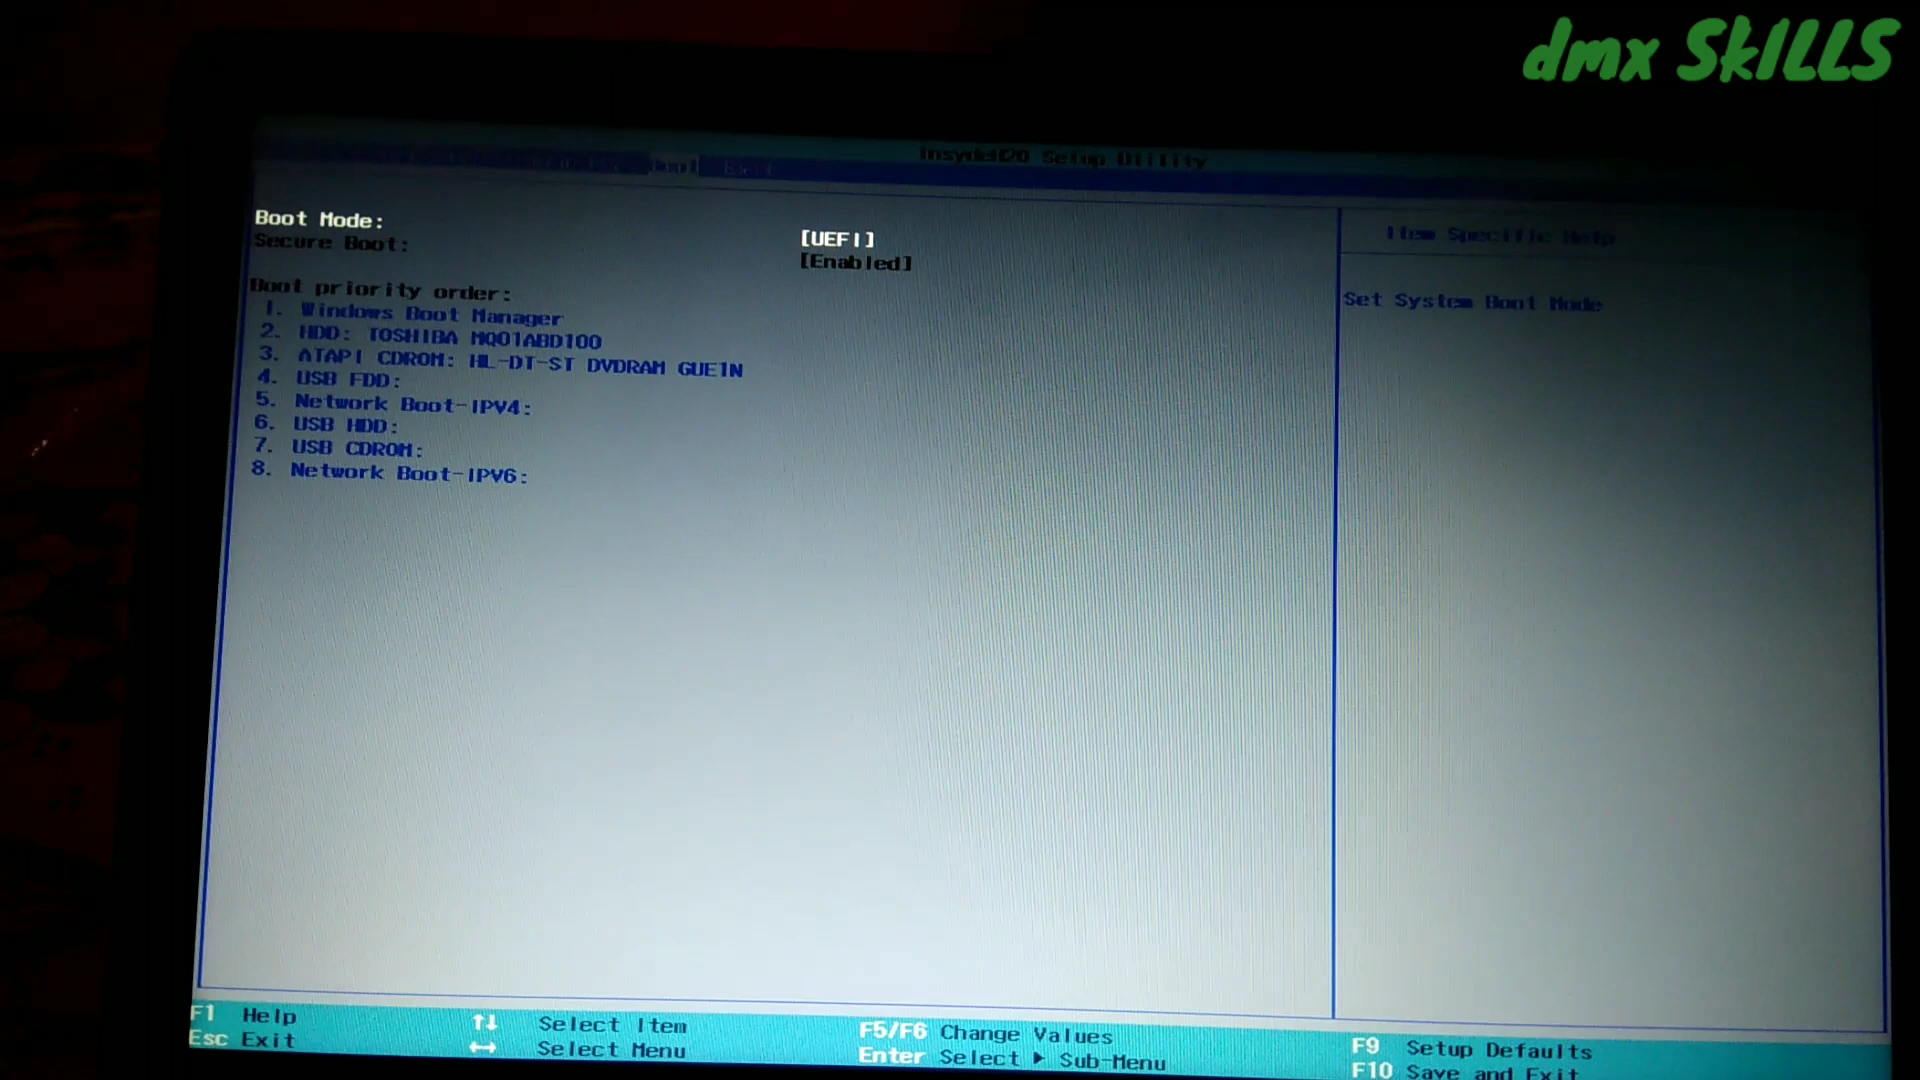 dmx SkILLS
InsydeH20 Setup Utility
Boot Exit
Boot Mode: [UEFI]
Secure Boot: [Enabled]
Boot priority order:
1. Windows Boot Manager
2. HDD: TOSHIBA MQ01ABD100
3. ATAPI CDROM: HL-DT-ST DVDRAM GUE1N
4. USB FDD:
5. Network Boot-IPV4:
6. USB HDD:
7. USB CDROM:
8. Network Boot-IPV6:
Item Specific Help
Set System Boot Mode
F1 Help ↑↓ Select Item F5/F6 Change Values F9 Setup Defaults
Esc Exit ↔ Select Menu Enter Select ▶ Sub-Menu F10 Save and Exit